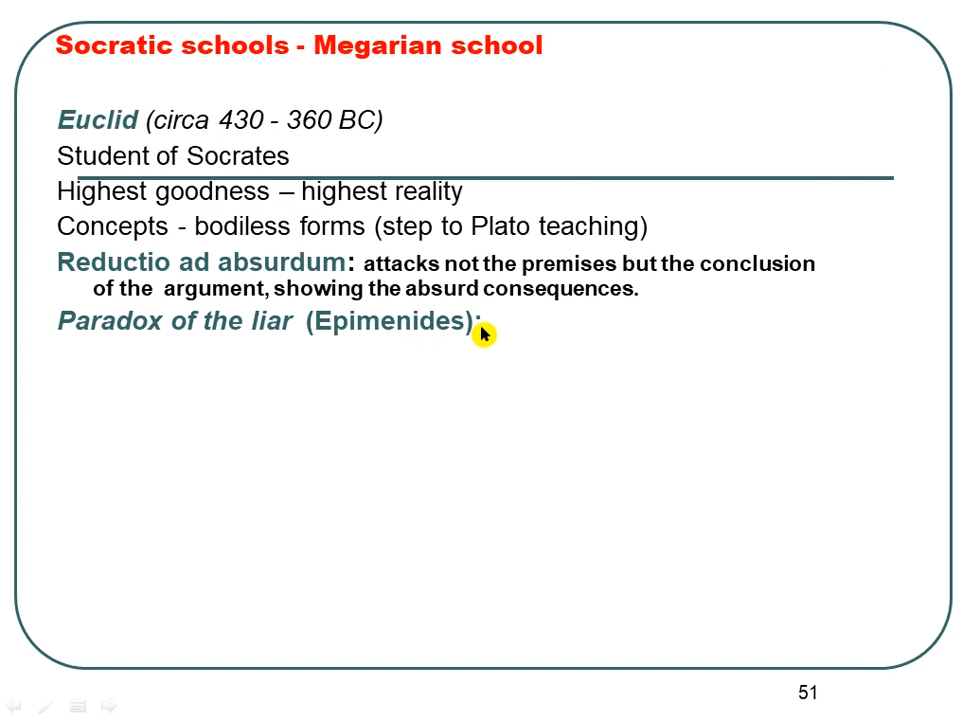 Socratic schools - Megarian school
Euclid (circa 430 - 360 BC)
Student of Socrates
Highest goodness – highest reality
Concepts - bodiless forms (step to Plato teaching)
Reductio ad absurdum: attacks not the premises but the conclusion
of the argument, showing the absurd consequences.
Paradox of the liar (Epimenides):
51